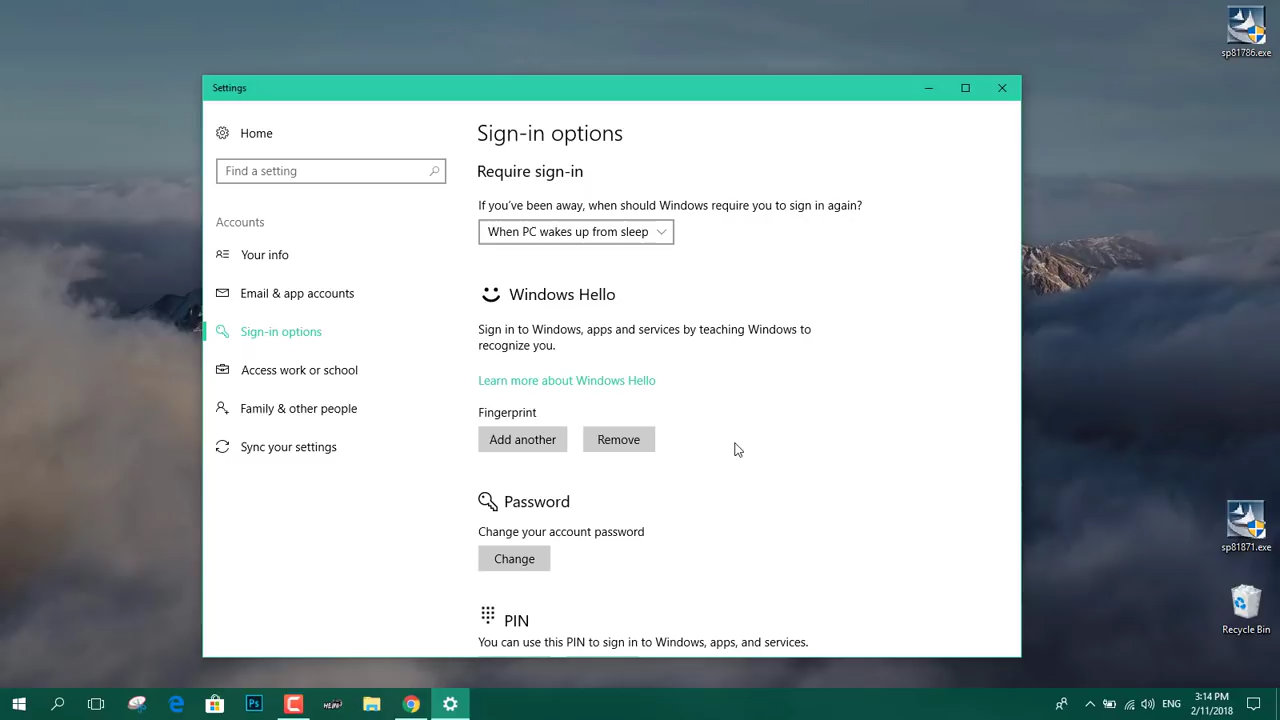 sp81786.exe
Settings
Home
Find a setting
Accounts
Your info
Email & app accounts
Sign-in options
Access work or school
Family & other people
Sync your settings
Sign-in options
Require sign-in
If you've been away, when should Windows require you to sign in again?
When PC wakes up from sleep
Windows Hello
Sign in to Windows, apps and services by teaching Windows to
recognize you.
Learn more about Windows Hello
Fingerprint
Add another
Remove
Password
Change your account password
Change
PIN
You can use this PIN to sign in to Windows, apps, and services.
sp81871.exe
Recycle Bin
Ps
ENG
3:14 PM
2/11/2018